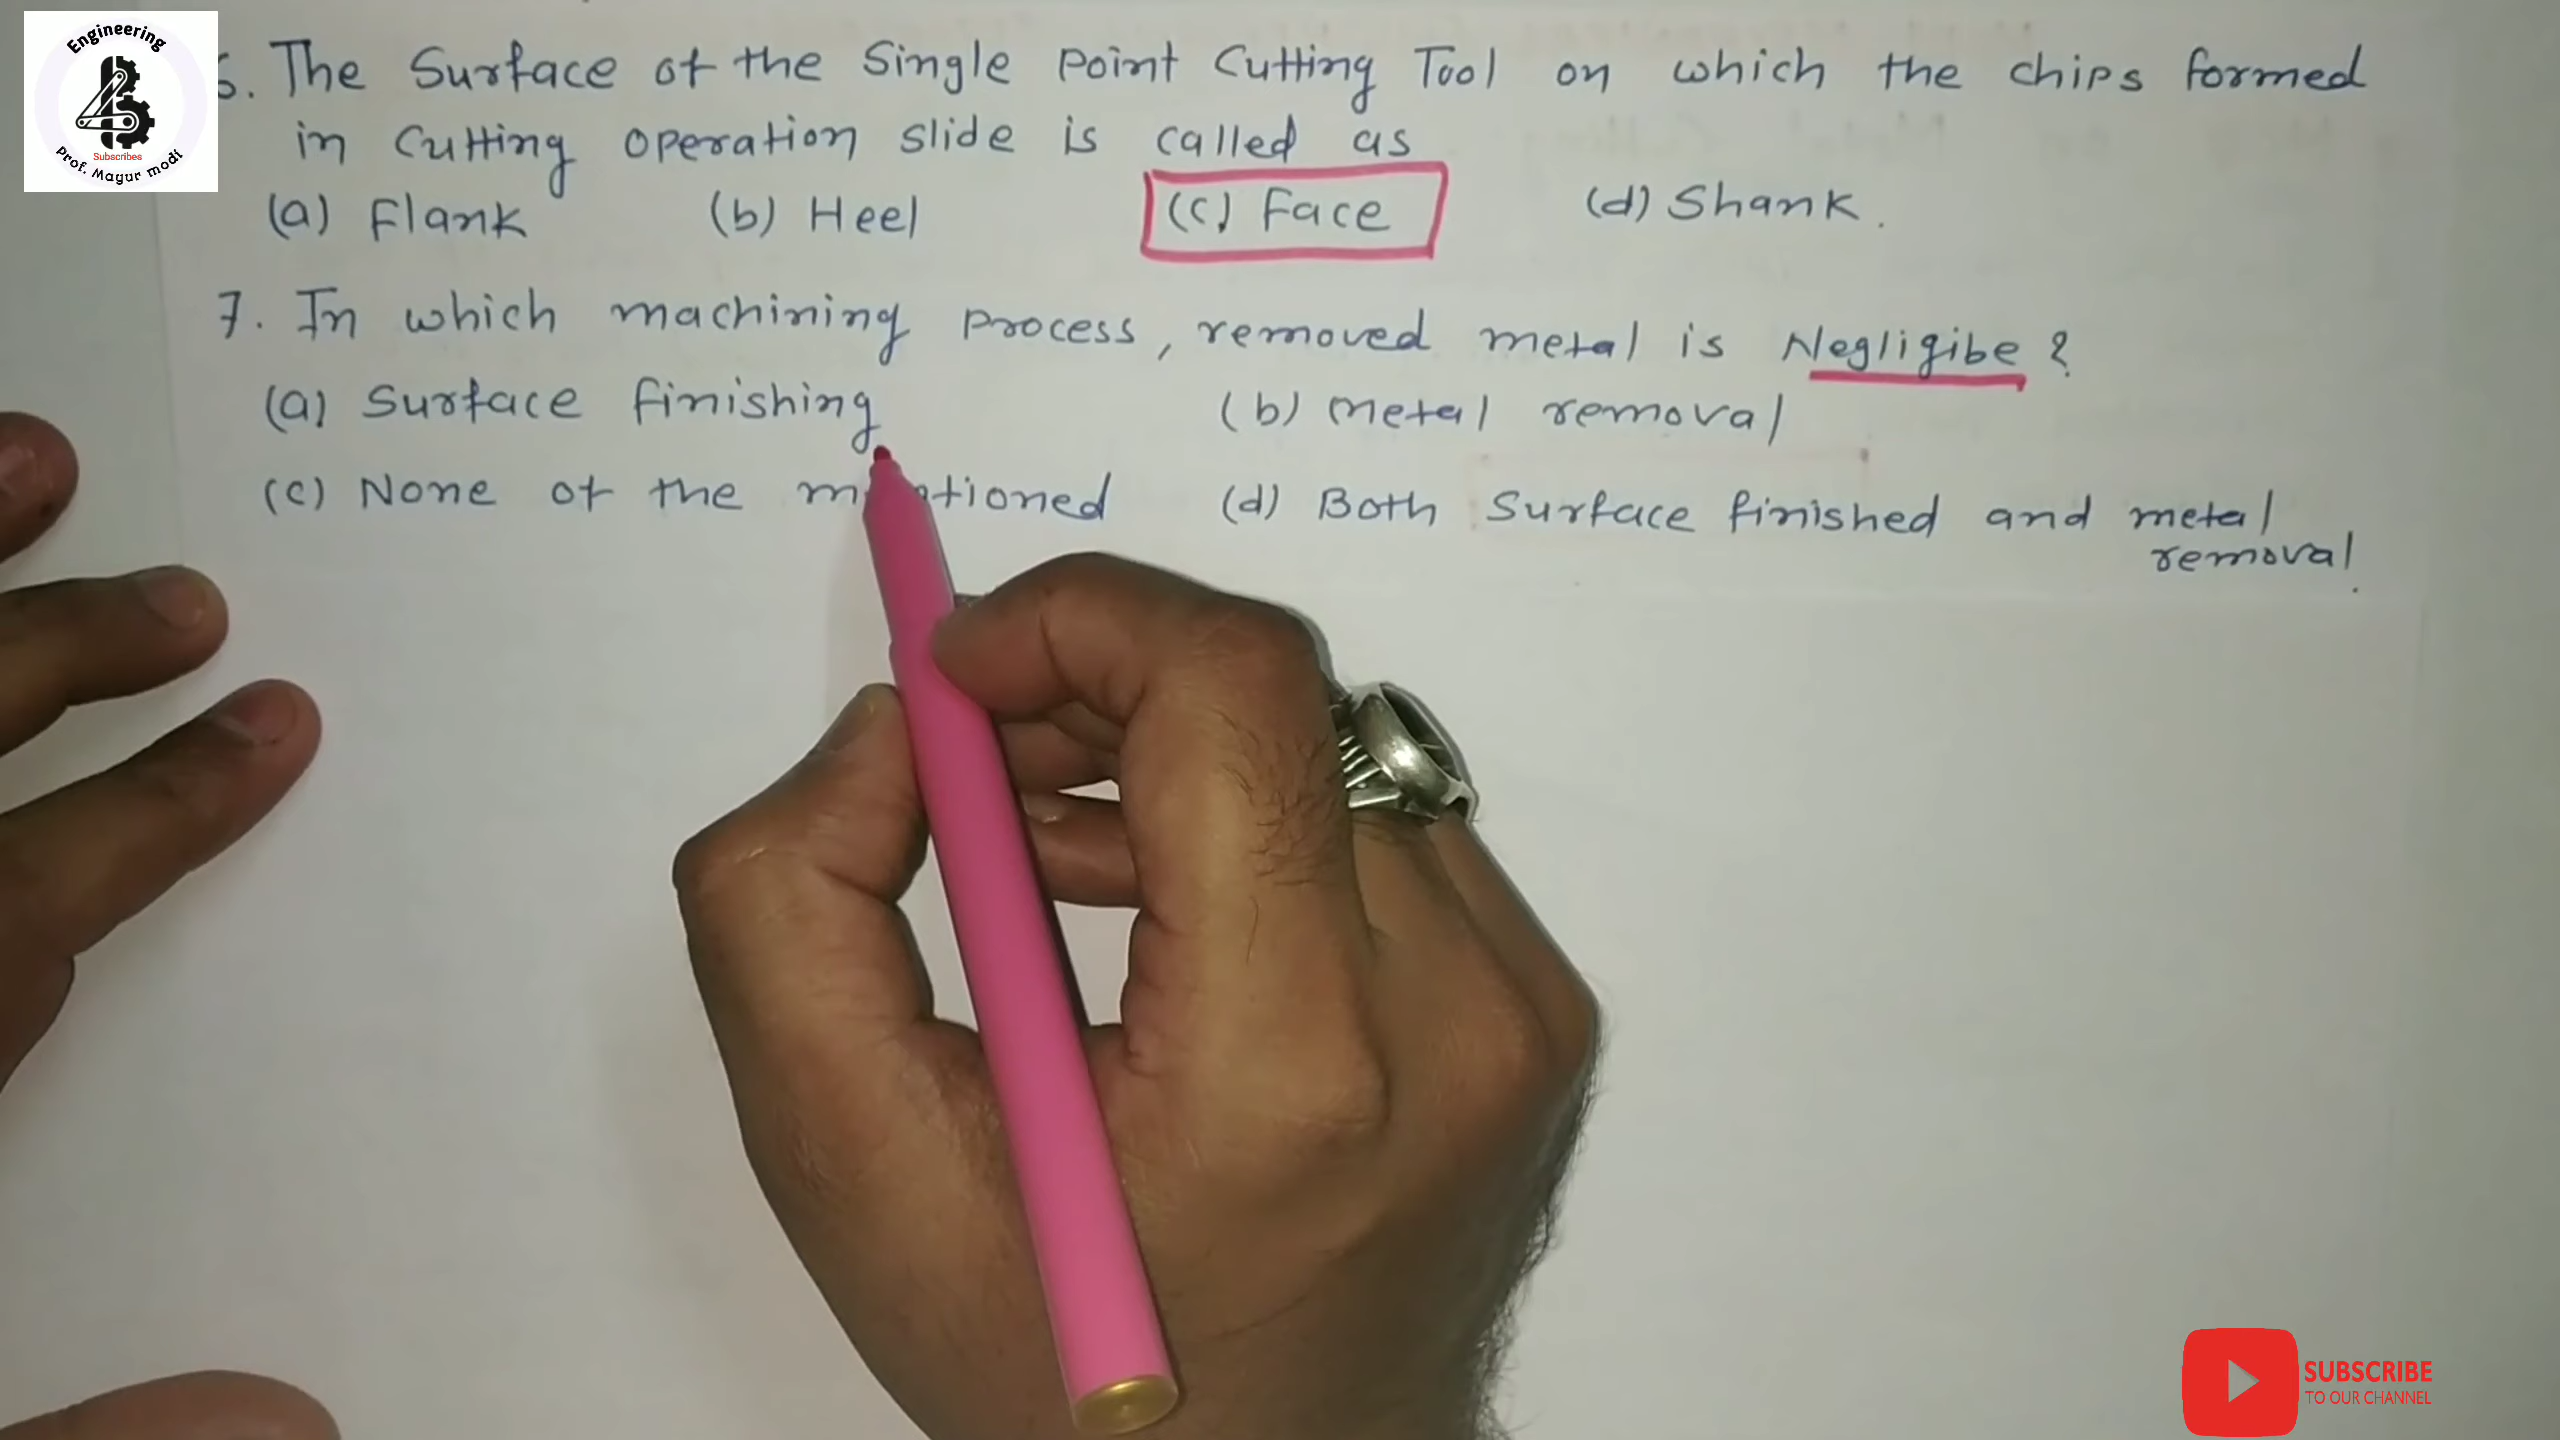 Engineering
Subscribes
Prof. Mayur modi
6. The Surface of the Single Point Cutting Tool on which the chips formed
in cutting operation slide is called as
(a) Flank (b) Heel (c) Face (d) Shank.
7. In which machining process, removed metal is Negligibe ?
(a) Surface finishing (b) Metal removal
(c) None of the (d) Both Surface finished and metal
removal.
SUBSCRIBE
TO OUR CHANNEL